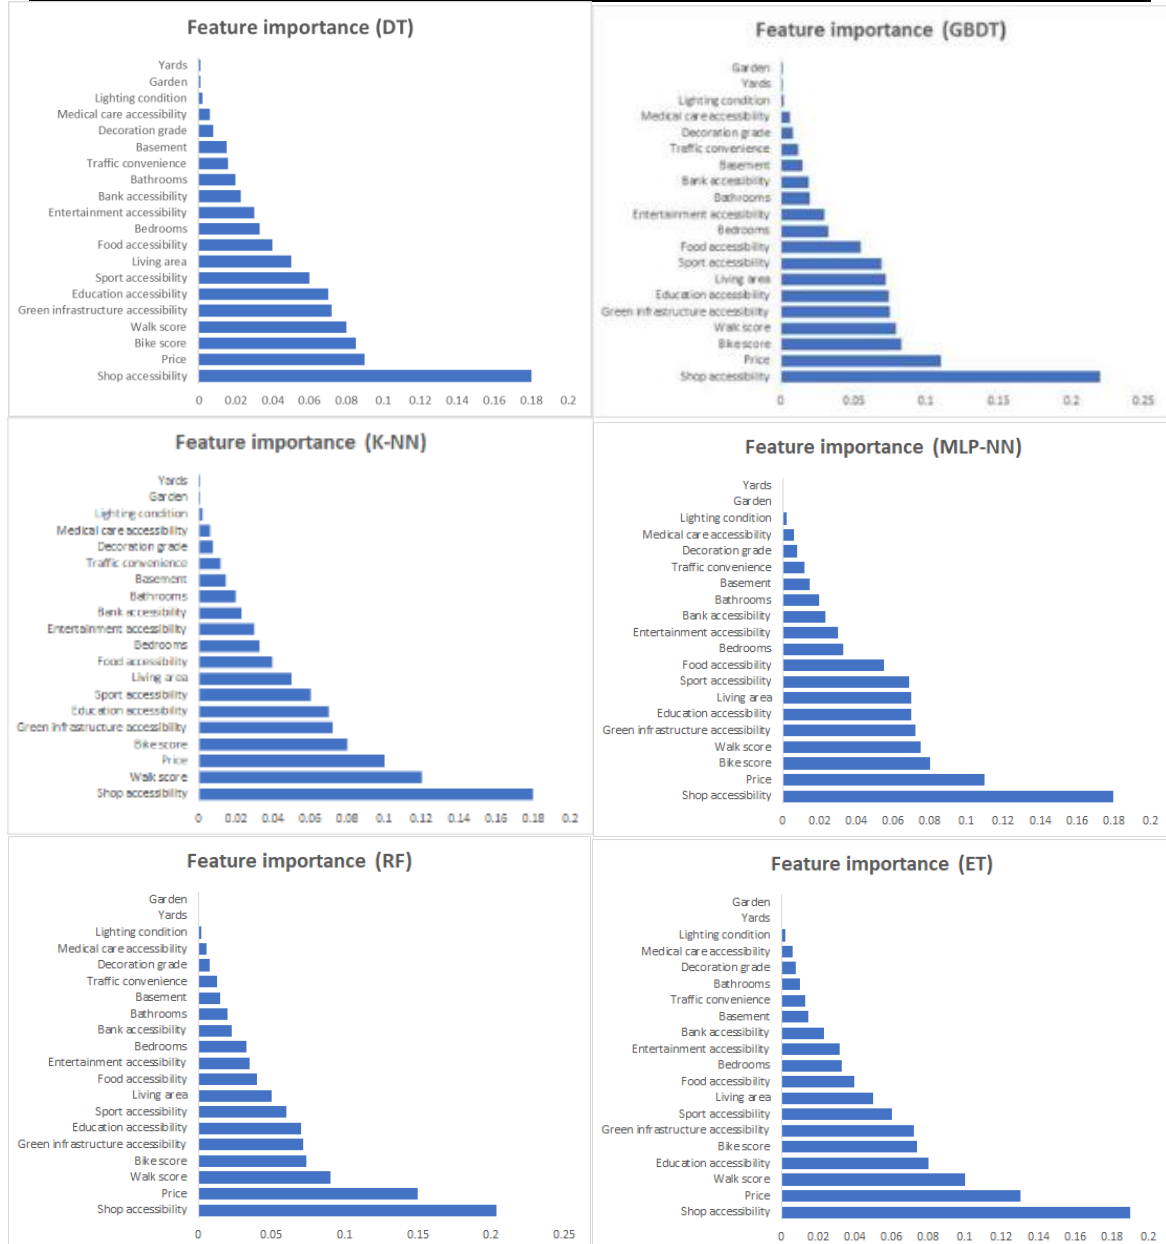 Feature importance (DT)
Yards
Garden
Lighting condition
Medical care accessibility
Decoration grade
Basement
Traffic convenience
Bathrooms
Bank accessibility
Entertainment accessibility
Bedrooms
Food accessibility
Living area
Sport accessibility
Education accessibility
Green infrastructure accessibility
Walk score
Bike score
Price
Shop accessibility
0 0.02 0.04 0.06 0.08 0.1 0.12 0.14 0.16 0.18 0.2
Feature importance (GBDT)
Garden
Yards
Lighting condition
Medical care accessibility
Decoration grade
Traffic convenience
Basement
Bank accessibility
Bathrooms
Entertainment accessibility
Bedrooms
Food accessibility
Sport accessibility
Living area
Education accessibility
Green infrastructure accessibility
Walk score
Bike score
Price
Shop accessibility
0 0.05 0.1 0.15 0.2 0.25
Feature importance (K-NN)
Yards
Garden
Lighting condition
Medical care accessibility
Decoration grade
Traffic convenience
Basement
Bathrooms
Bank accessibility
Entertainment accessibility
Bedrooms
Food accessibility
Living area
Sport accessibility
Education accessibility
Green infrastructure accessibility
Bike score
Price
Walk score
Shop accessibility
0 0.02 0.04 0.06 0.08 0.1 0.12 0.14 0.16 0.18 0.2
Feature importance (MLP-NN)
Yards
Garden
Lighting condition
Medical care accessibility
Decoration grade
Traffic convenience
Basement
Bathrooms
Bank accessibility
Entertainment accessibility
Bedrooms
Food accessibility
Sport accessibility
Living area
Education accessibility
Green infrastructure accessibility
Walk score
Bike score
Price
Shop accessibility
0 0.02 0.04 0.06 0.08 0.1 0.12 0.14 0.16 0.18 0.2
Feature importance (RF)
Garden
Yards
Lighting condition
Medical care accessibility
Decoration grade
Traffic convenience
Basement
Bathrooms
Bank accessibility
Bedrooms
Entertainment accessibility
Food accessibility
Living area
Sport accessibility
Education accessibility
Green infrastructure accessibility
Bike score
Walk score
Price
Shop accessibility
0 0.05 0.1 0.15 0.2 0.25
Feature importance (ET)
Garden
Yards
Lighting condition
Medical care accessibility
Decoration grade
Bathrooms
Traffic convenience
Basement
Bank accessibility
Entertainment accessibility
Bedrooms
Food accessibility
Living area
Sport accessibility
Green infrastructure accessibility
Bike score
Education accessibility
Walk score
Price
Shop accessibility
0 0.02 0.04 0.06 0.08 0.1 0.12 0.14 0.16 0.18 0.2